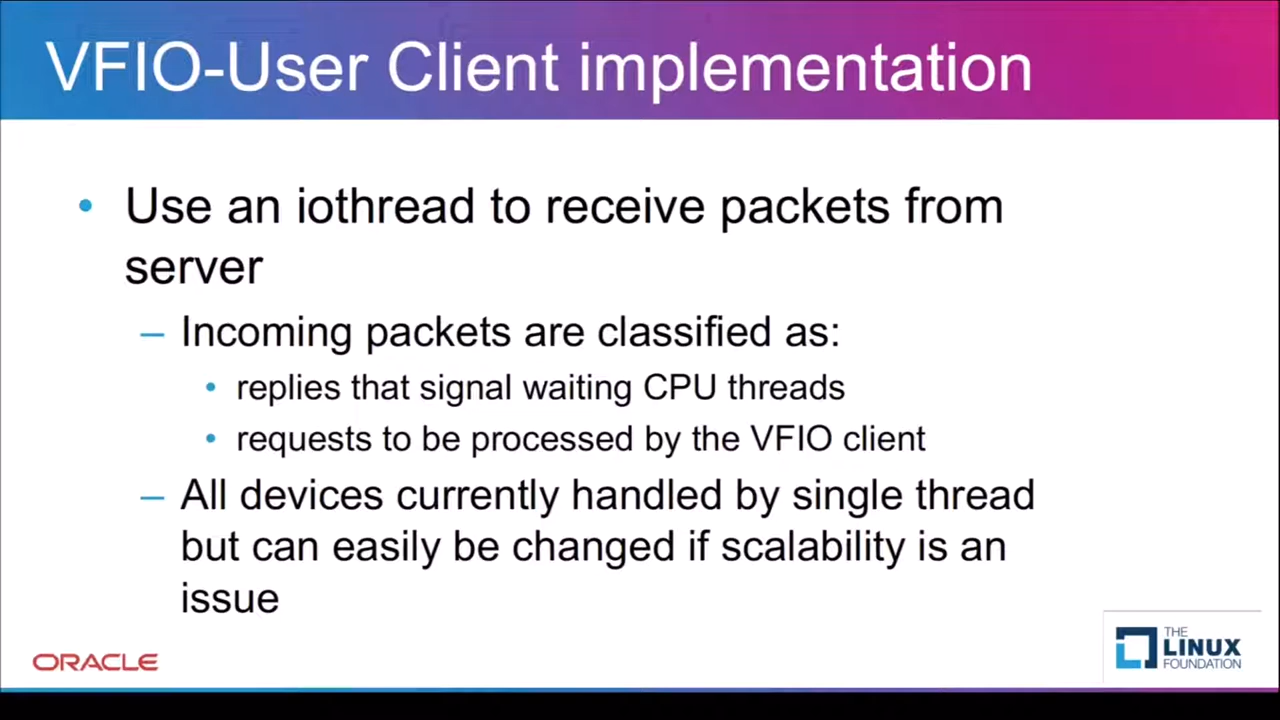 VFIO-User Client implementation
• Use an iothread to receive packets from
server
– Incoming packets are classified as:
• replies that signal waiting CPU threads
• requests to be processed by the VFIO client
– All devices currently handled by single thread
but can easily be changed if scalability is an
issue
ORACLE
THE
LINUX
FOUNDATION